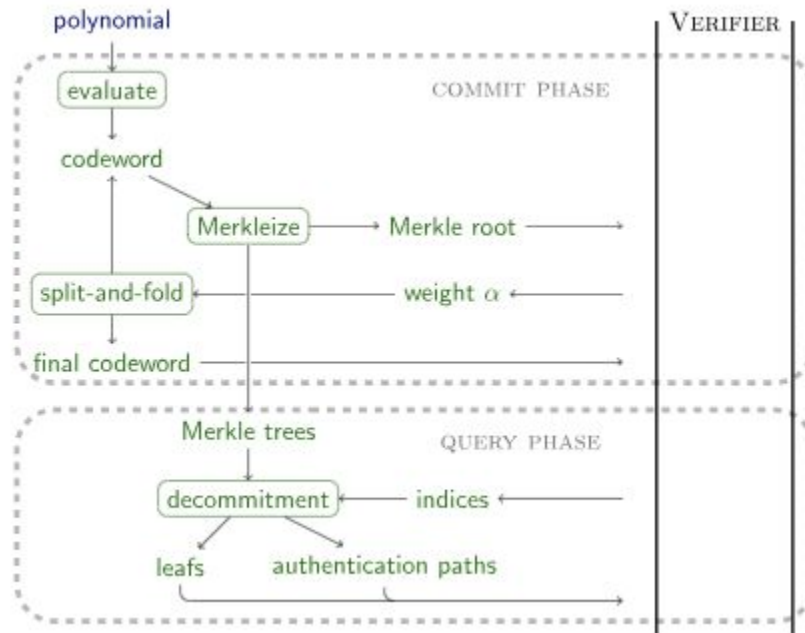 polynomial
VERIFIER
evaluate
COMMIT PHASE
codeword
Merkleize
Merkle root
split-and-fold
weight α
final codeword
Merkle trees
QUERY PHASE
decommitment
indices
leafs
authentication paths